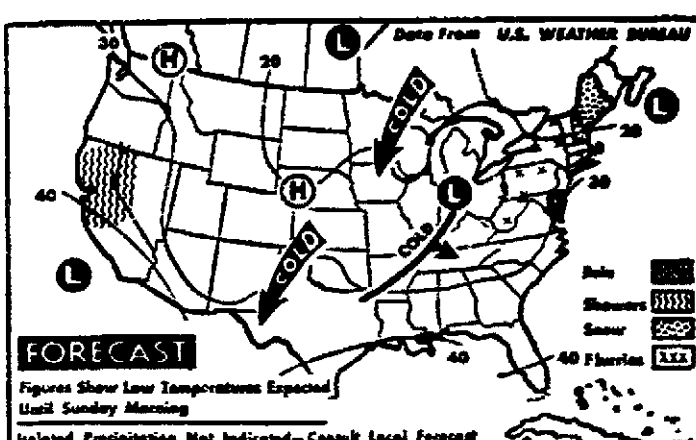 Data From U.S. WEATHER BUREAU
30
H
20
L
COLD
L
20
30
H
L
40
COLD
COLD
L
Rain
Showers
Snow
Flurries
FORECAST
40
40
Figures Show Low Temperatures Expected
Until Sunday Morning
Isolated Precipitation Not Indicated—Consult Local Forecast